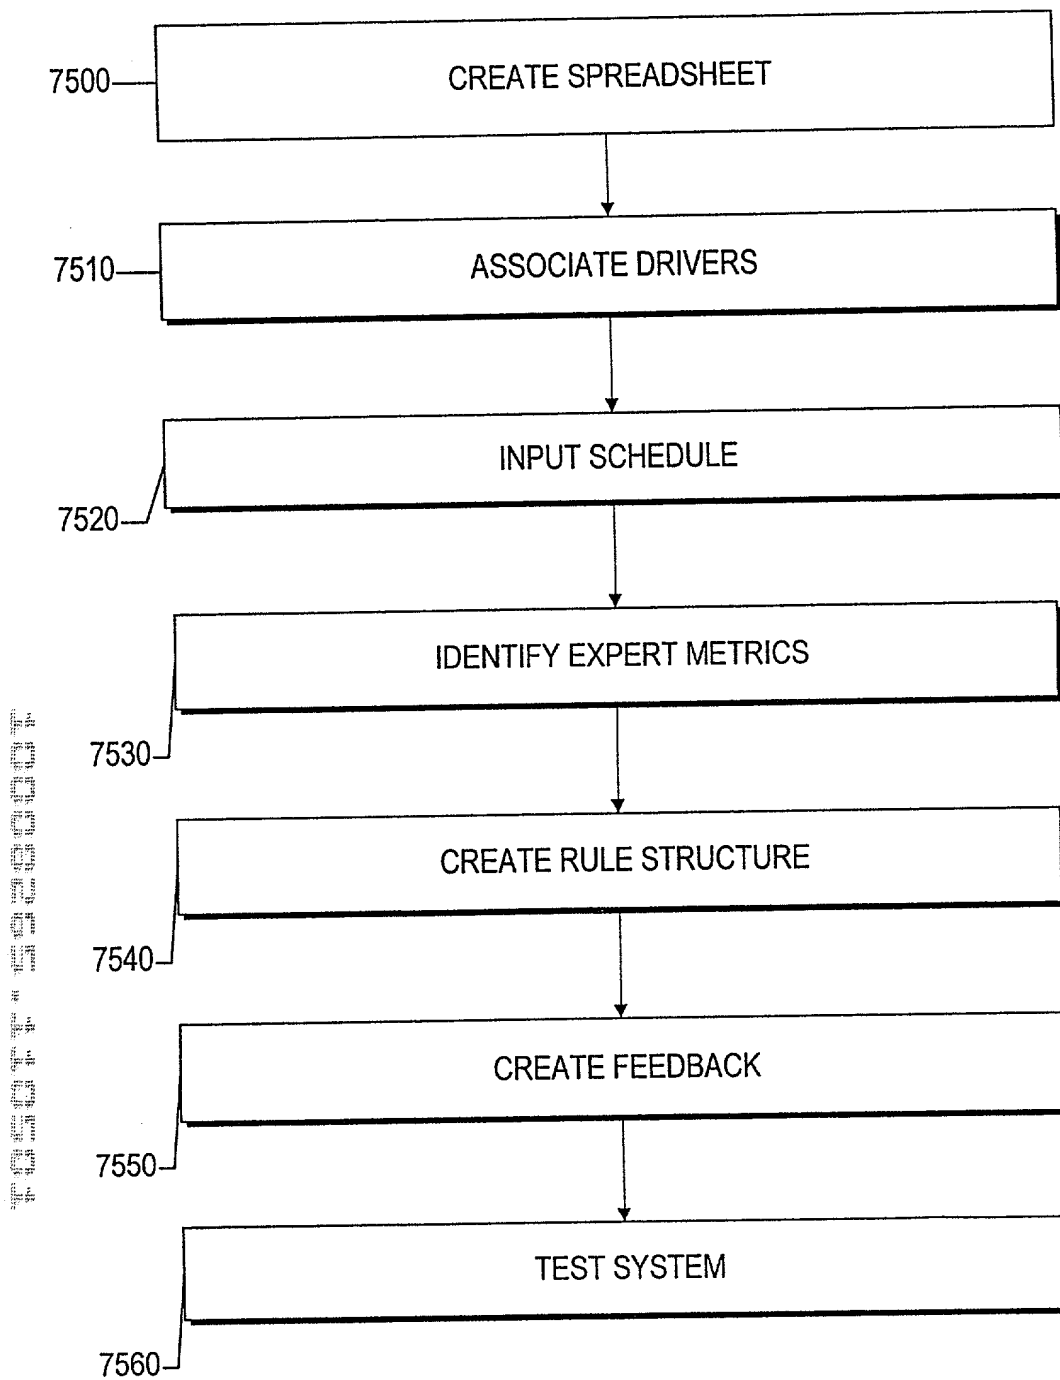 7500
CREATE SPREADSHEET
7510
ASSOCIATE DRIVERS
INPUT SCHEDULE
7520
IDENTIFY EXPERT METRICS
7530
CREATE RULE STRUCTURE
7540
CREATE FEEDBACK
7550
TEST SYSTEM
7560